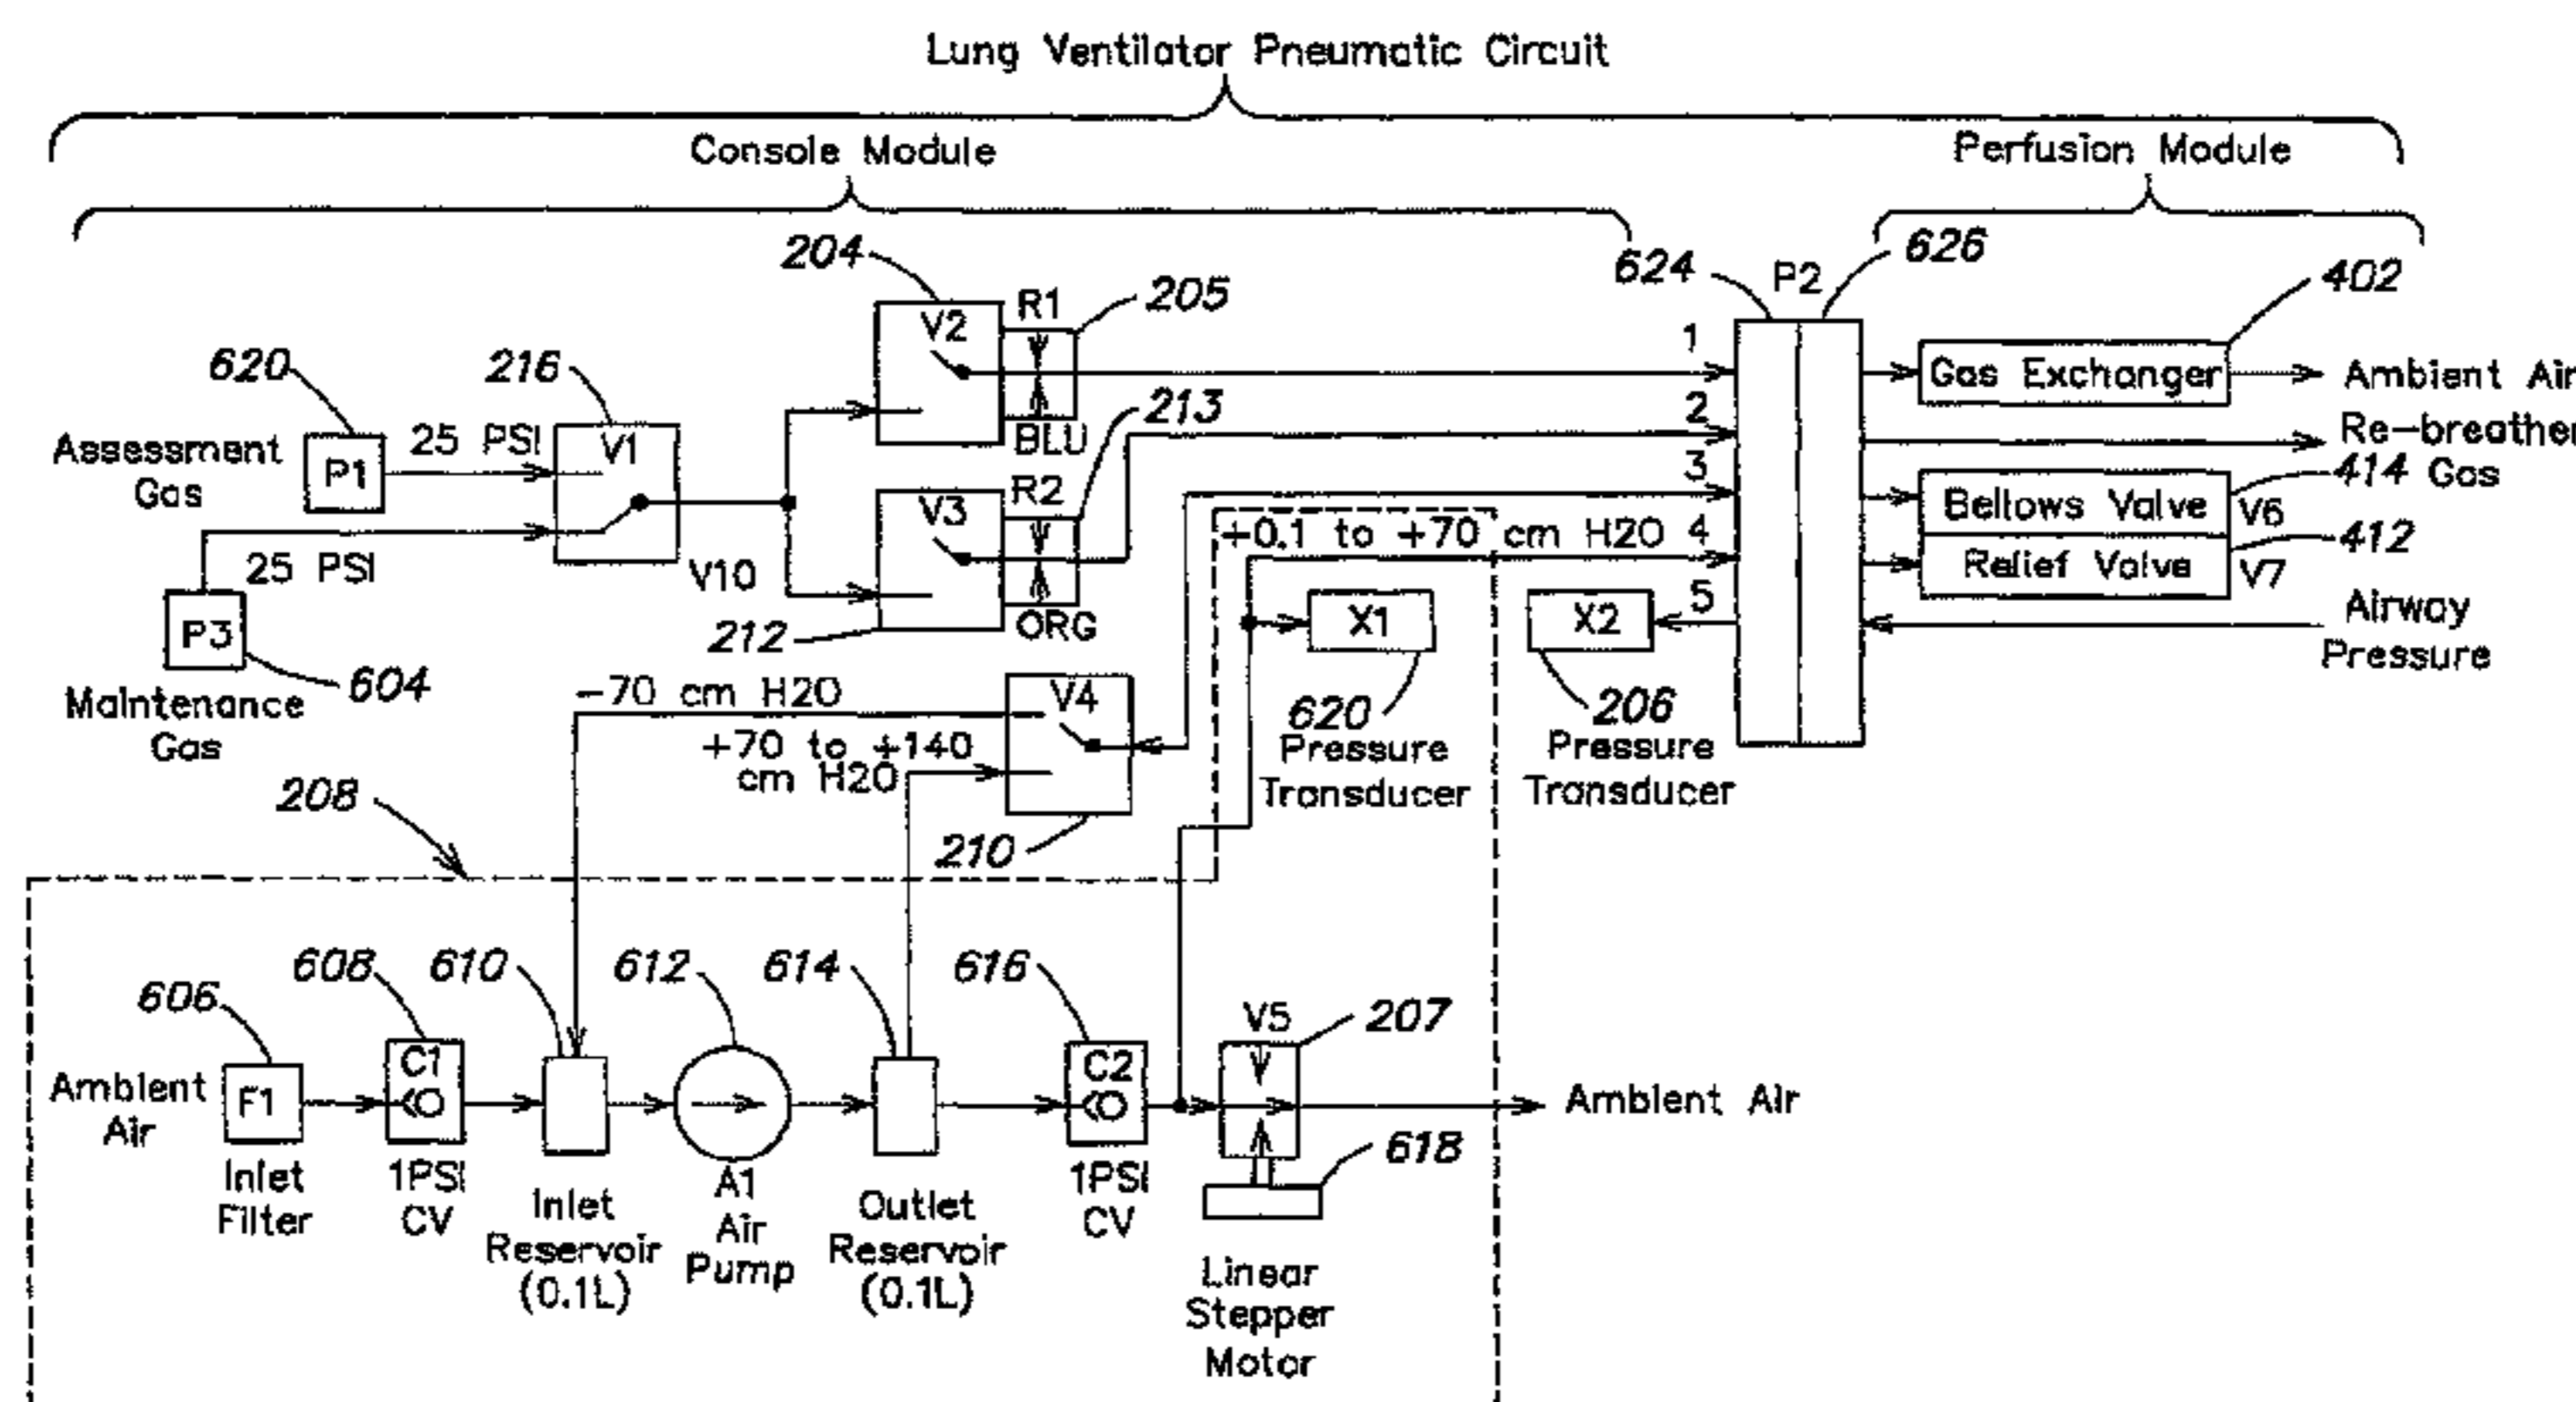 Lung Ventilator Pneumatic Circuit
Console Module
Perfusion Module
204
624
P2
626
402
R1
205
V2
1
Gas Exchanger
Ambient Air
620
216
213
2
Assessment
Gas
P1
25 PSI
V1
BLU
Re-breather
Gas
R2
3
414
V3
Bellows Valve
V6
+0.1 to +70 cm H2O
4
412
25 PSI
V10
Relief Valve
V7
P3
212
ORG
X1
X2
5
Airway
Pressure
604
Maintenance
Gas
-70 cm H2O
V4
620
Pressure
Transducer
206
Pressure
Transducer
+70 to +140
cm H2O
208
210
606
608
610
612
614
616
V5
207
Ambient
Air
F1
C1
C2
Ambient Air
618
Inlet
Filter
1PSI
CV
Inlet
Reservoir
(0.1L)
A1
Air
Pump
Outlet
Reservoir
(0.1L)
1PSI
CV
Linear
Stepper
Motor